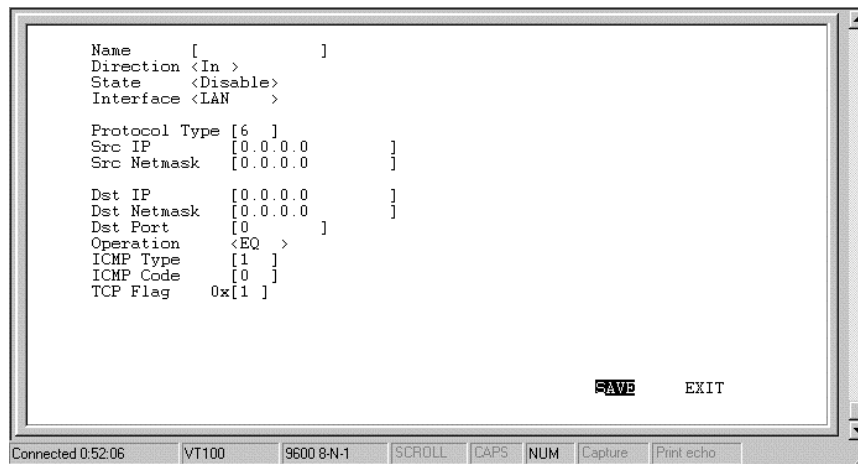 Name [ ]
Direction <In >
State <Disable>
Interface <LAN >
Protocol Type [6 ]
Src IP [0.0.0.0 ]
Src Netmask [0.0.0.0 ]
Dst IP [0.0.0.0 ]
Dst Netmask [0.0.0.0 ]
Dst Port [0 ]
Operation <EQ >
ICMP Type [1 ]
ICMP Code [0 ]
TCP Flag 0x[1 ]
SAVE EXIT
Connected 0:52:06 VT100 9600 8-N-1 SCROLL CAPS NUM Capture Print echo